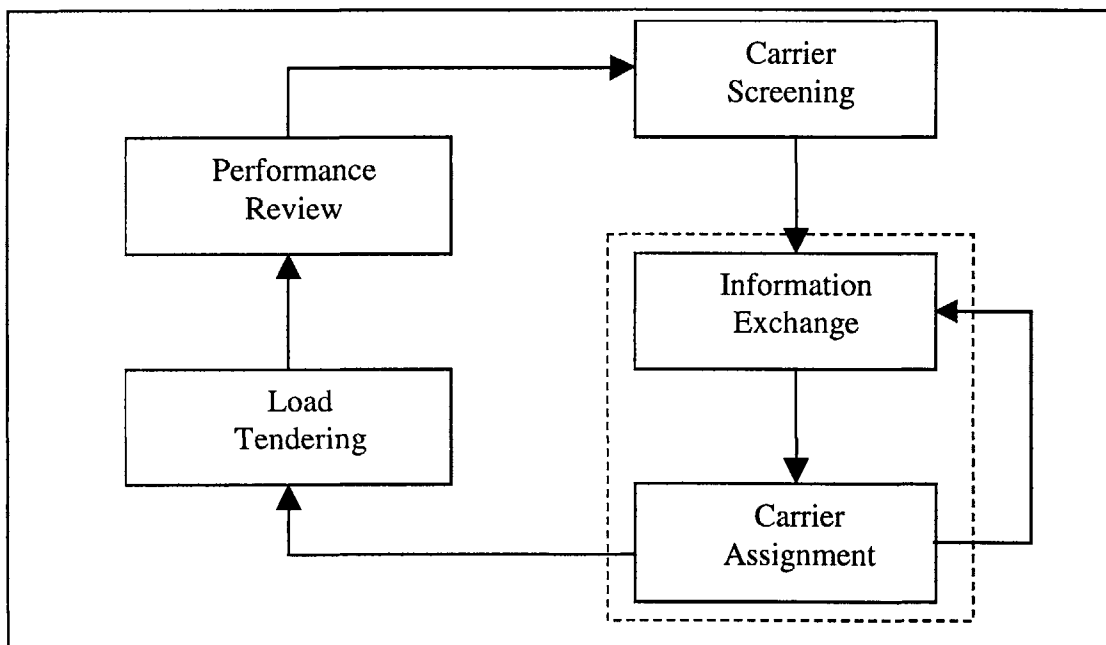 Carrier
Screening
Performance
Review
Information
Exchange
Load
Tendering
Carrier
Assignment